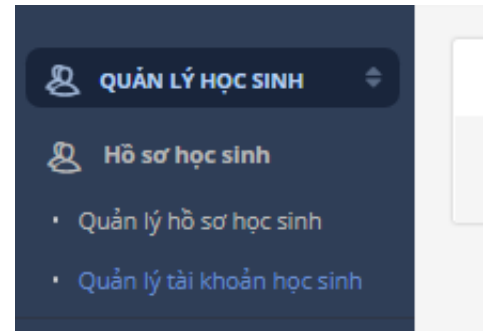 QUẢN LÝ HỌC SINH
Hồ sơ học sinh
Quản lý hồ sơ học sinh
Quản lý tài khoản học sinh